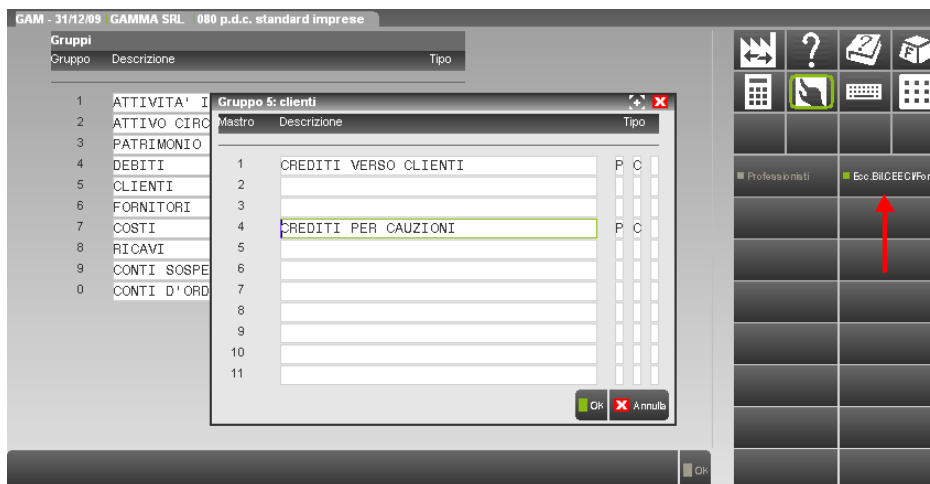 GAM - 31/12/09 GAMMA SRL 080 p.d.c. standard imprese
Gruppi
Gruppo Descrizione Tipo
1 ATTIVITA' I
2 ATTIVO CIRC
3 PATRIMONIO
4 DEBITI
5 CLIENTI
6 FORNITORI
7 COSTI
8 RICAVI
9 CONTI SOSPE
0 CONTI D'ORD
Gruppo 5: clienti
Mastro Descrizione Tipo
1 CREDITI VERSO CLIENTI P C
2
3
4 CREDITI PER CAUZIONI P C
5
6
7
8
9
10
11
Ok Annulla
OK
Professionisti
Ecc.Bil.CEE